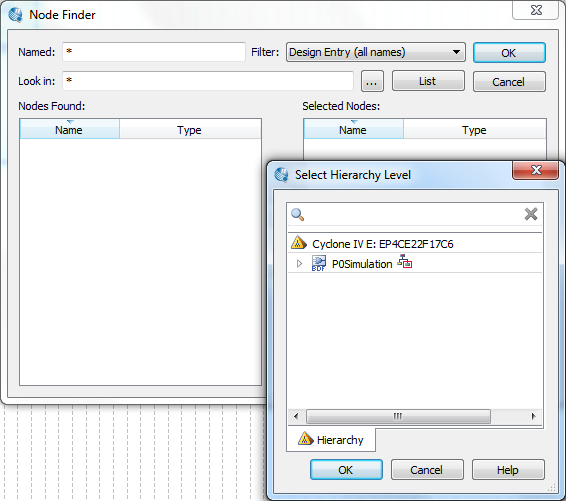 Node Finder
Named: * Filter: Design Entry (all names) OK
Look in: * ... List Cancel
Nodes Found: Selected Nodes:
Name Type Name Type
Select Hierarchy Level
Cyclone IV E: EP4CE22F17C6
BDF P0Simulation
Hierarchy
OK Cancel Help